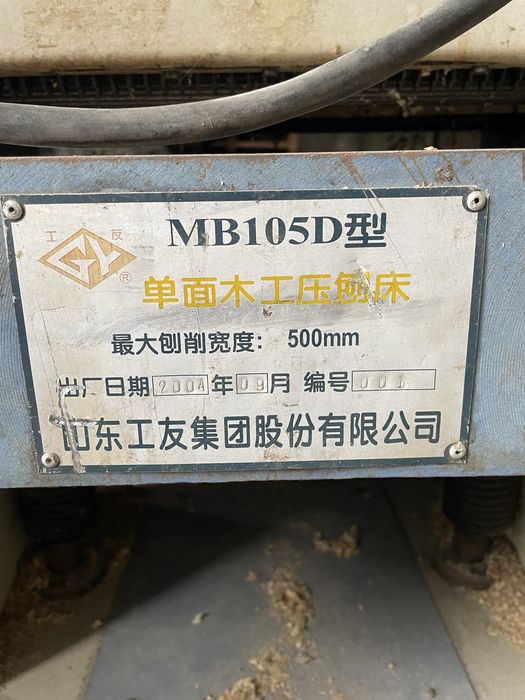 MB105D型
工 GY 友 ®
单面木工压刨床
最大刨削宽度: 500mm
出厂日期 2004 年 09 月 编号 001
山东工友集团股份有限公司